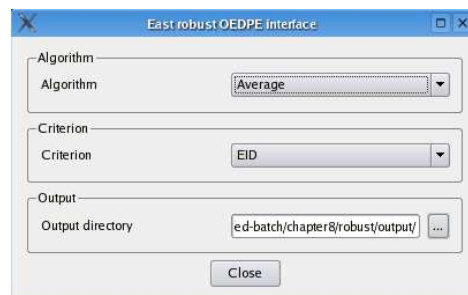 East robust OEDPE interface
Algorithm
Algorithm Average
Criterion
Criterion EID
Output
Output directory ed-batch/chapter8/robust/output/ ...
Close